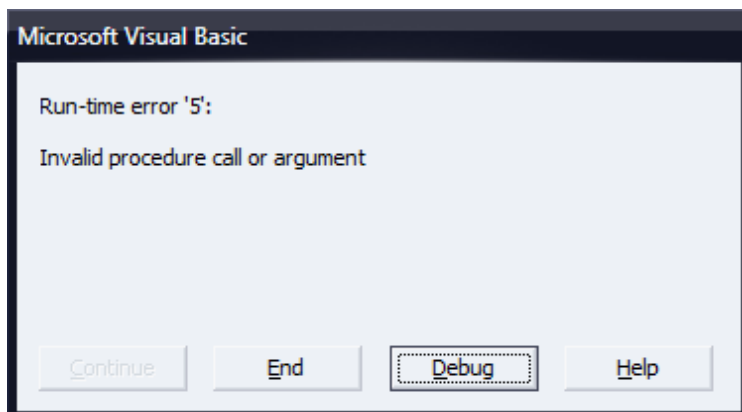 Microsoft Visual Basic
Run-time error '5':
Invalid procedure call or argument
Continue End Debug Help